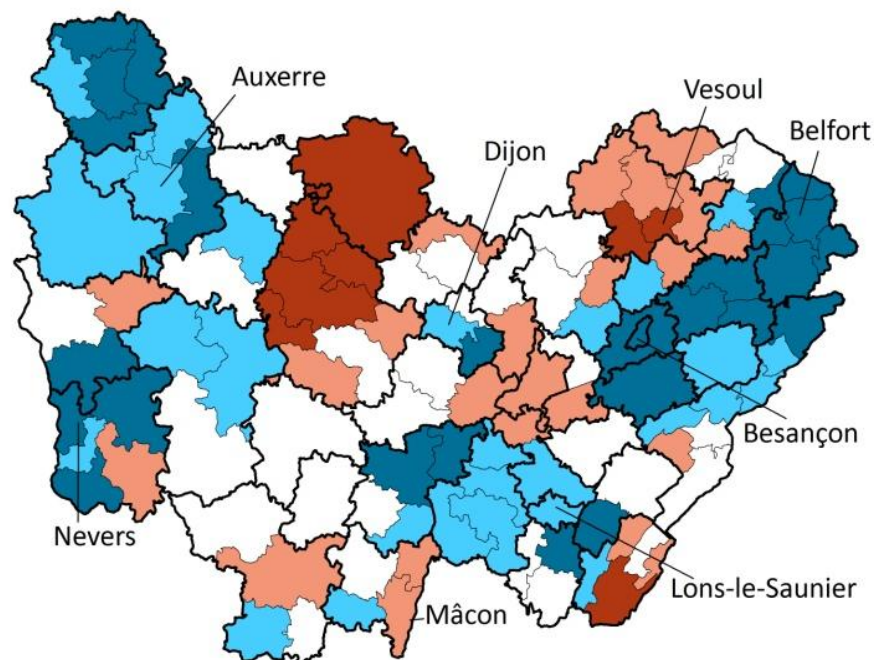 Auxerre
Vesoul
Belfort
Dijon
Besançon
Nevers
Lons-le-Saunier
Mâcon